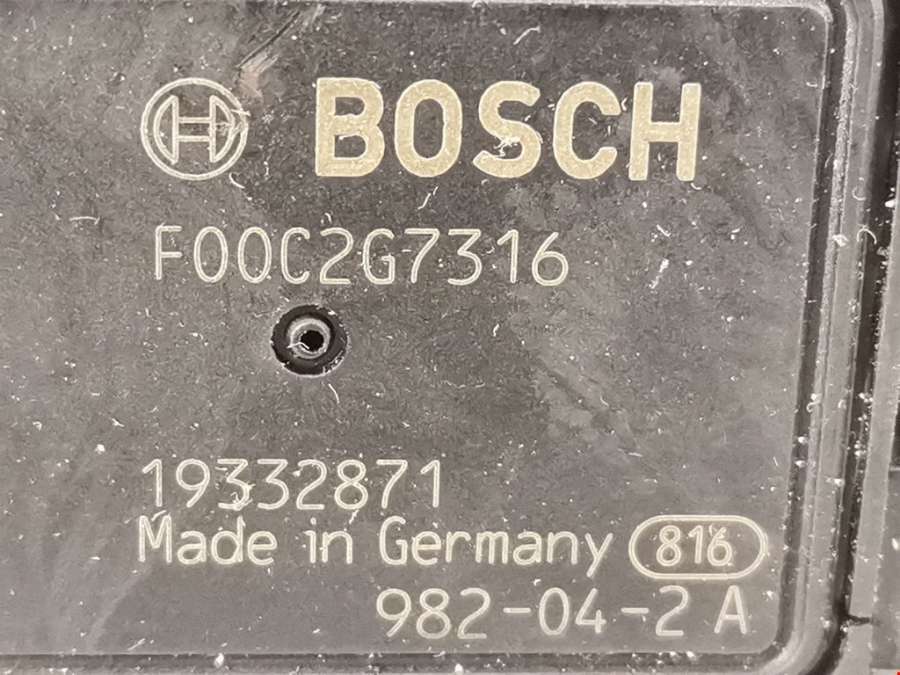 BOSCH
F00C2G7316
19332871
Made in Germany 816
982-04-2 A